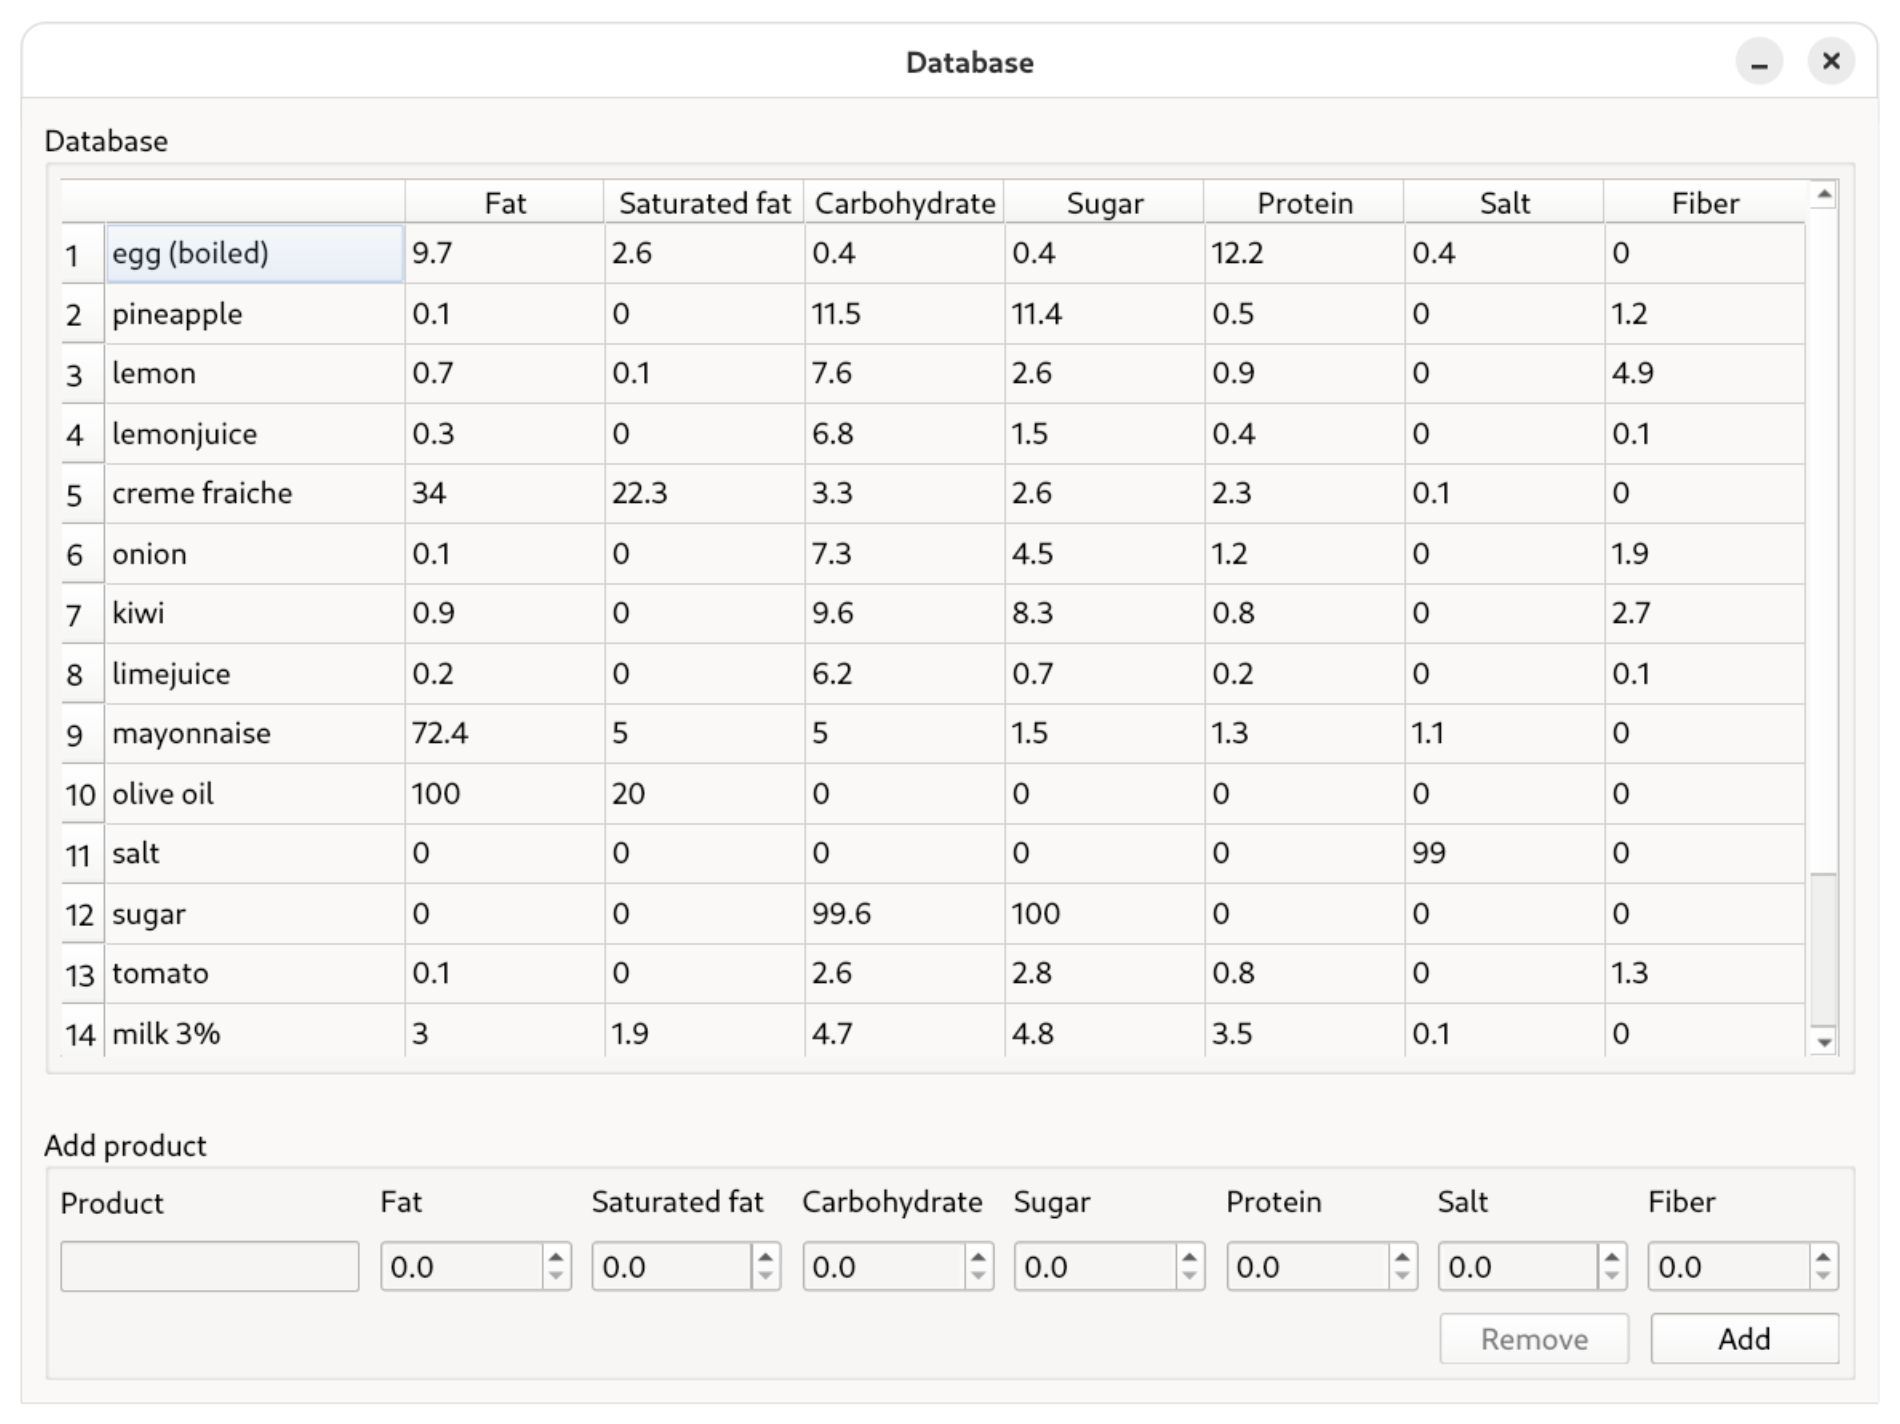 Database
Database
Fat Saturated fat Carbohydrate Sugar Protein Salt Fiber
1 egg (boiled) 9.7 2.6 0.4 0.4 12.2 0.4 0
2 pineapple 0.1 0 11.5 11.4 0.5 0 1.2
3 lemon 0.7 0.1 7.6 2.6 0.9 0 4.9
4 lemonjuice 0.3 0 6.8 1.5 0.4 0 0.1
5 creme fraiche 34 22.3 3.3 2.6 2.3 0.1 0
6 onion 0.1 0 7.3 4.5 1.2 0 1.9
7 kiwi 0.9 0 9.6 8.3 0.8 0 2.7
8 limejuice 0.2 0 6.2 0.7 0.2 0 0.1
9 mayonnaise 72.4 5 5 1.5 1.3 1.1 0
10 olive oil 100 20 0 0 0 0 0
11 salt 0 0 0 0 0 99 0
12 sugar 0 0 99.6 100 0 0 0
13 tomato 0.1 0 2.6 2.8 0.8 0 1.3
14 milk 3% 3 1.9 4.7 4.8 3.5 0.1 0
Add product
Product Fat Saturated fat Carbohydrate Sugar Protein Salt Fiber
0.0 0.0 0.0 0.0 0.0 0.0 0.0
Remove Add